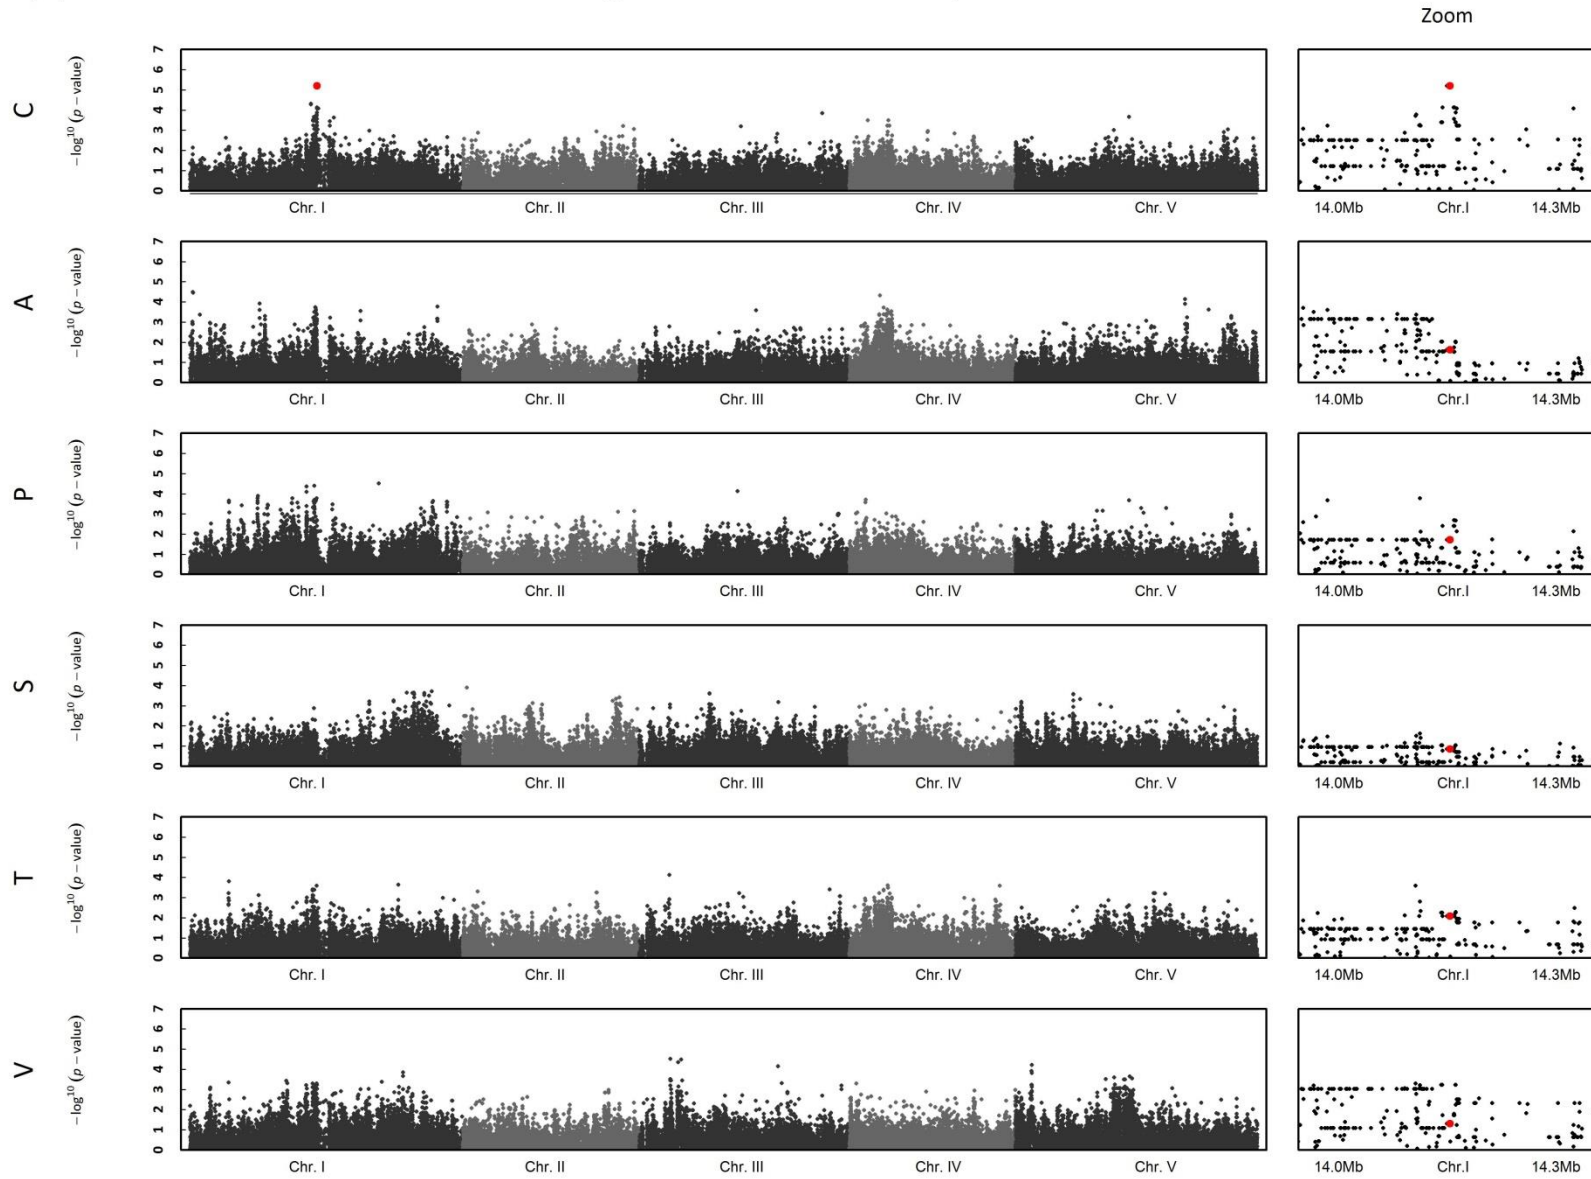 Zoom
C
−log¹⁰ (p − value)
0 1 2 3 4 5 6 7
Chr. I Chr. II Chr. III Chr. IV Chr. V
14.0Mb Chr.I 14.3Mb
A
−log¹⁰ (p − value)
0 1 2 3 4 5 6 7
Chr. I Chr. II Chr. III Chr. IV Chr. V
14.0Mb Chr.I 14.3Mb
P
−log¹⁰ (p − value)
0 1 2 3 4 5 6 7
Chr. I Chr. II Chr. III Chr. IV Chr. V
14.0Mb Chr.I 14.3Mb
S
−log¹⁰ (p − value)
0 1 2 3 4 5 6 7
Chr. I Chr. II Chr. III Chr. IV Chr. V
14.0Mb Chr.I 14.3Mb
T
−log¹⁰ (p − value)
0 1 2 3 4 5 6 7
Chr. I Chr. II Chr. III Chr. IV Chr. V
14.0Mb Chr.I 14.3Mb
V
−log¹⁰ (p − value)
0 1 2 3 4 5 6 7
Chr. I Chr. II Chr. III Chr. IV Chr. V
14.0Mb Chr.I 14.3Mb